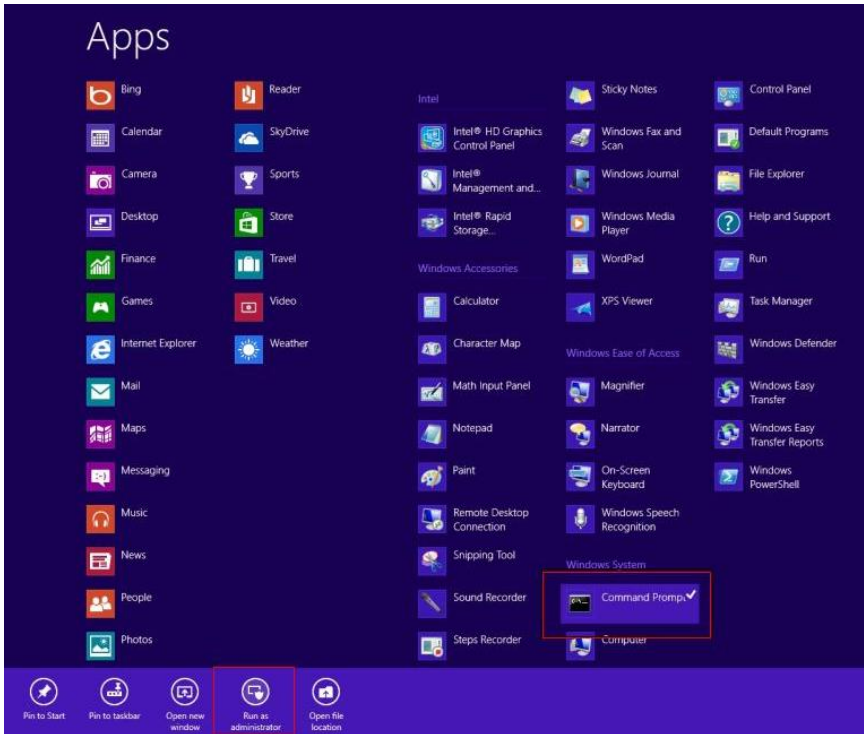 Apps
Bing
Calendar
Camera
Desktop
Finance
Games
Internet Explorer
Mail
Maps
Messaging
Music
News
People
Photos
Reader
SkyDrive
Sports
Store
Travel
Video
Weather
Intel
Intel® HD Graphics
Control Panel
Intel®
Management and...
Intel® Rapid
Storage...
Windows Accessories
Calculator
Character Map
Math Input Panel
Notepad
Paint
Remote Desktop
Connection
Snipping Tool
Sound Recorder
Steps Recorder
Sticky Notes
Windows Fax and
Scan
Windows Journal
Windows Media
Player
WordPad
XPS Viewer
Windows Ease of Access
Magnifier
Narrator
On-Screen
Keyboard
Windows Speech
Recognition
Windows System
Command Prompt
Computer
Control Panel
Default Programs
File Explorer
Help and Support
Run
Task Manager
Windows Defender
Windows Easy
Transfer
Windows Easy
Transfer Reports
Windows
PowerShell
Pin to Start
Pin to taskbar
Open new
window
Run as
administrator
Open file
location